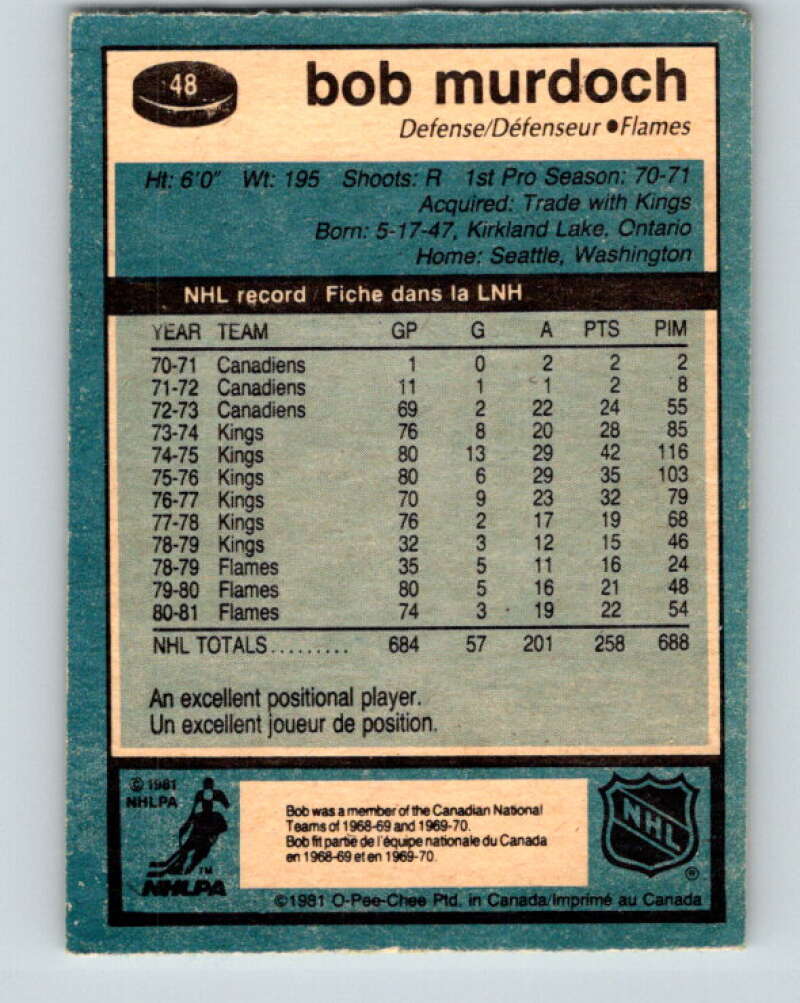 48
bob murdoch
Defense/Défenseur ●Flames
Ht: 6'0" Wt: 195 Shoots: R 1st Pro Season: 70-71
Acquired: Trade with Kings
Born: 5-17-47, Kirkland Lake, Ontario
Home: Seattle, Washington
NHL record / Fiche dans la LNH
YEAR TEAM GP G A PTS PIM
70-71 Canadiens 1 0 2 2 2
71-72 Canadiens 11 1 1 2 8
72-73 Canadiens 69 2 22 24 55
73-74 Kings 76 8 20 28 85
74-75 Kings 80 13 29 42 116
75-76 Kings 80 6 29 35 103
76-77 Kings 70 9 23 32 79
77-78 Kings 76 2 17 19 68
78-79 Kings 32 3 12 15 46
78-79 Flames 35 5 11 16 24
79-80 Flames 80 5 16 21 48
80-81 Flames 74 3 19 22 54
NHL TOTALS......... 684 57 201 258 688
An excellent positional player.
Un excellent joueur de position.
© 1981
NHLPA
TM
NHLPA
Bob was a member of the Canadian National
Teams of 1968-69 and 1969-70.
Bob fit partie de l'équipe nationale du Canada
en 1968-69 et en 1969-70.
NHL
®
©1981 O-Pee-Chee Ptd. in Canada/Imprimé au Canada